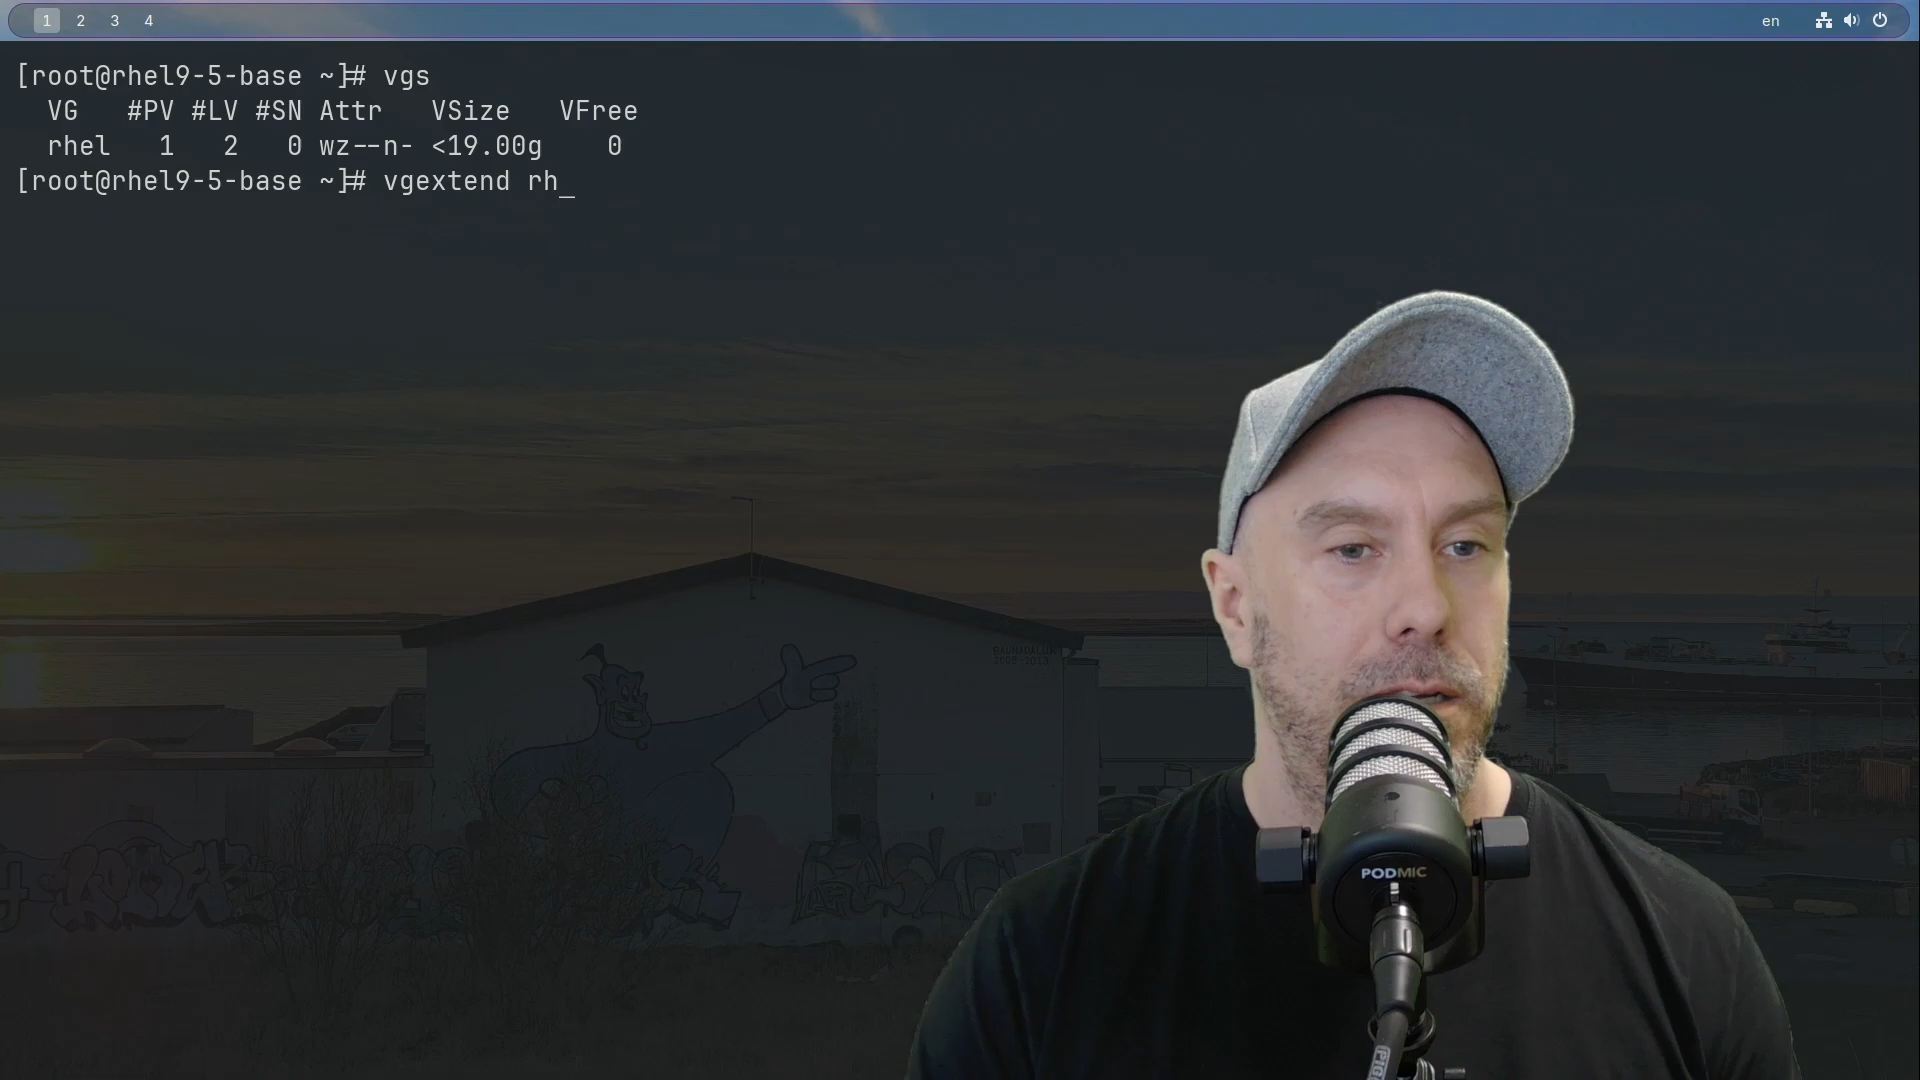 1 2 3 4 en
[root@rhel9-5-base ~]# vgs
VG #PV #LV #SN Attr VSize VFree
rhel 1 2 0 wz--n- <19.00g 0
[root@rhel9-5-base ~]# vgextend rh_
PODMIC